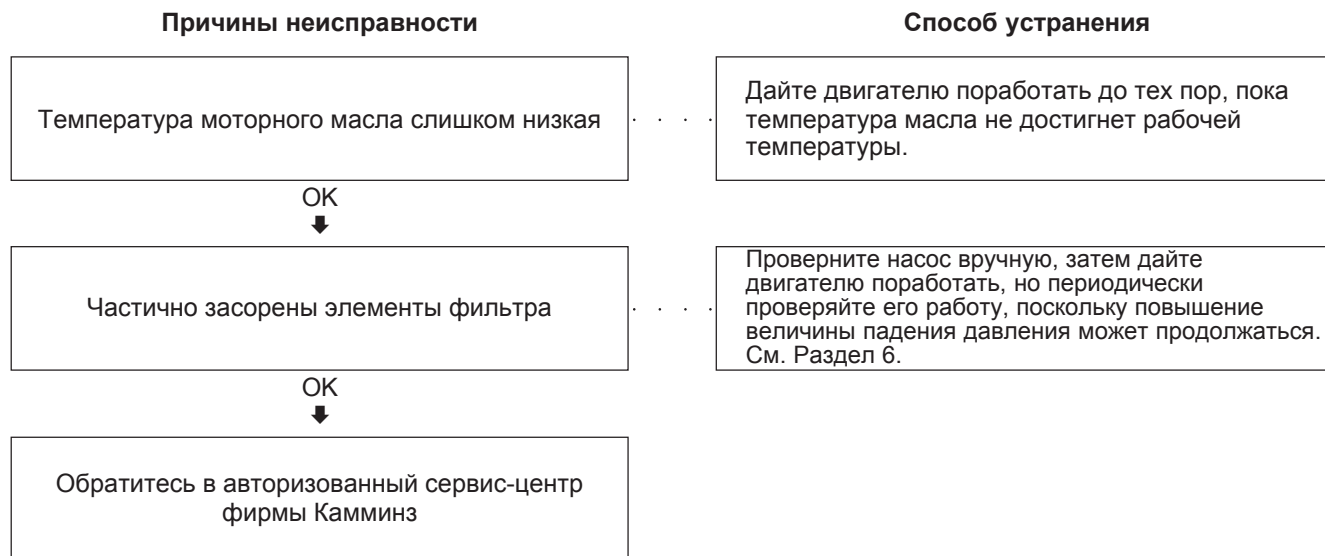 Причины неисправности
Способ устранения
Температура моторного масла слишком низкая
Дайте двигателю поработать до тех пор, пока
температура масла не достигнет рабочей
температуры.
OK
Частично засорены элементы фильтра
Проверните насос вручную, затем дайте
двигателю поработать, но периодически
проверяйте его работу, поскольку повышение
величины падения давления может продолжаться.
См. Раздел 6.
OK
Обратитесь в авторизованный сервис-центр
фирмы Камминз